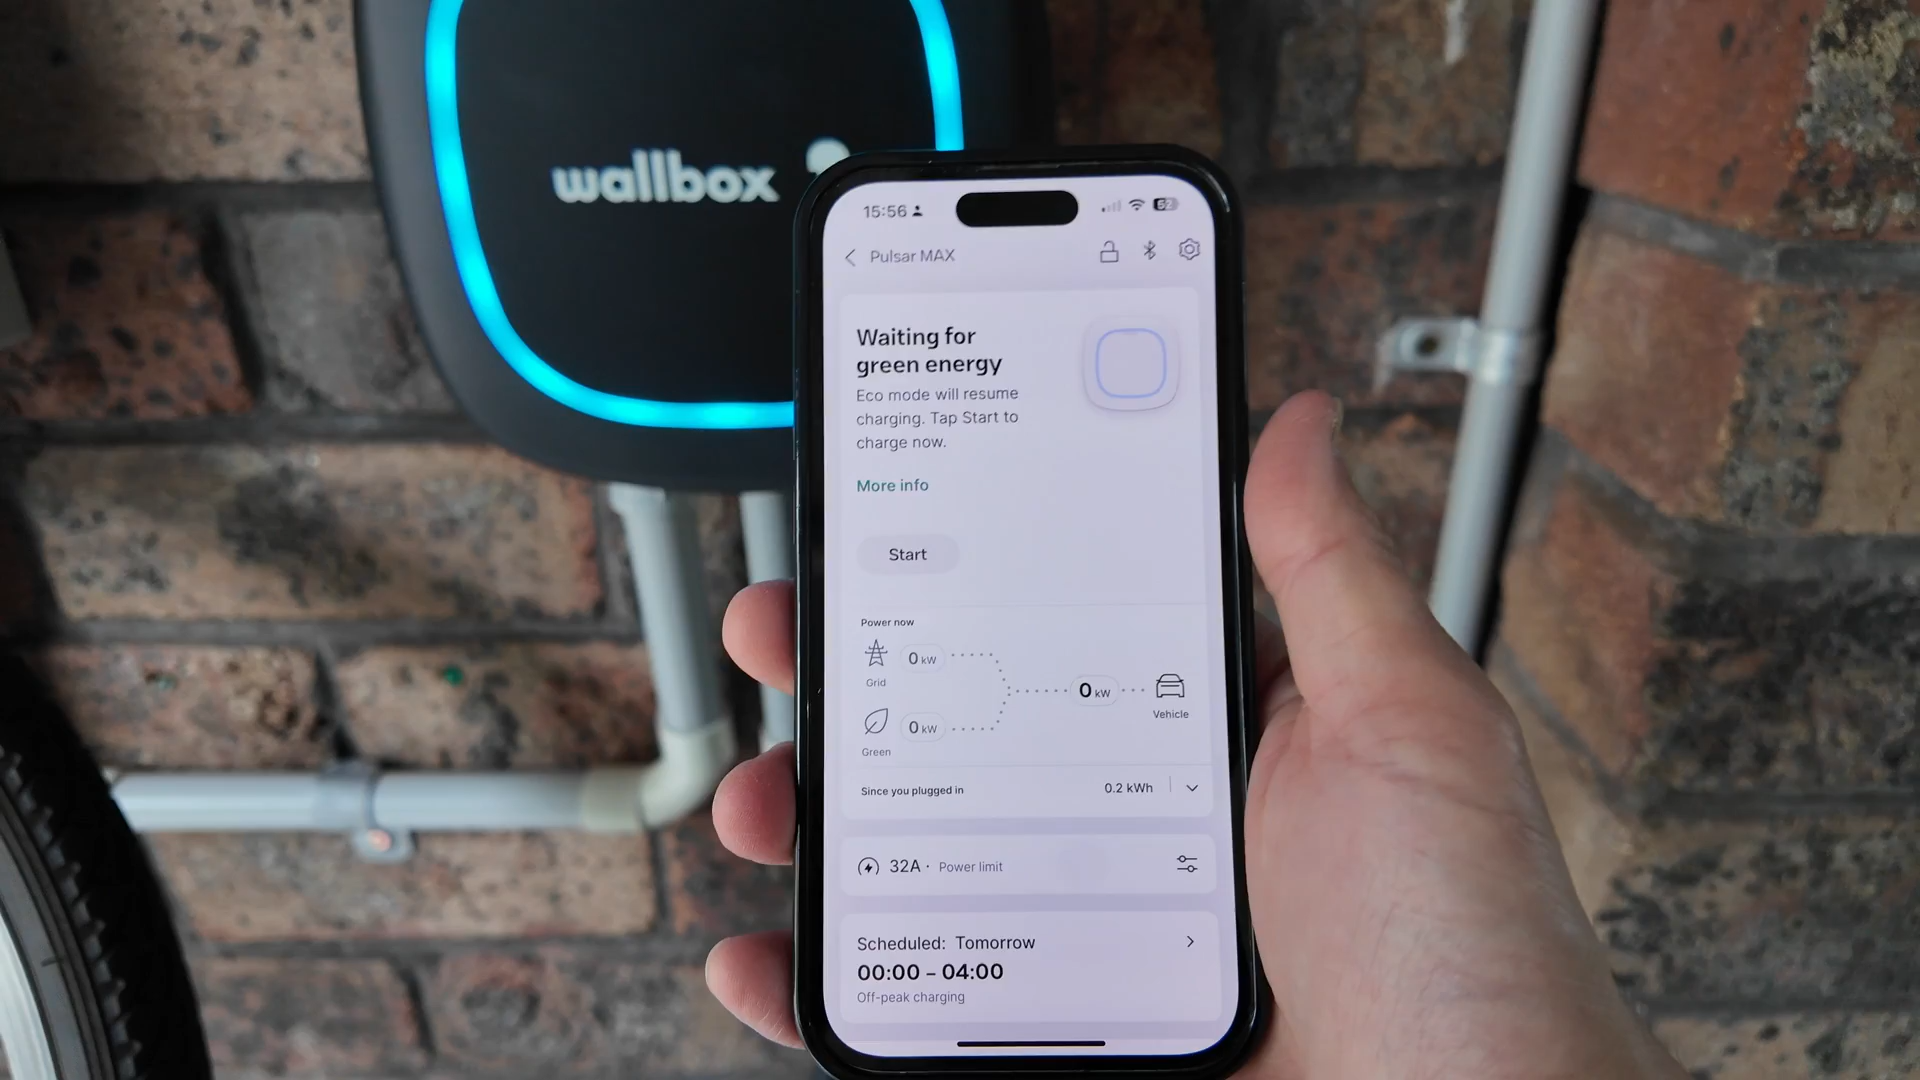 wallbox
15:56
62
Pulsar MAX
Waiting for
green energy
Eco mode will resume
charging. Tap Start to
charge now.
More info
Start
Power now
0 kW
Grid
0 kW
Vehicle
0 kW
Green
Since you plugged in 0.2 kWh
32A · Power limit
Scheduled: Tomorrow
00:00 – 04:00
Off-peak charging